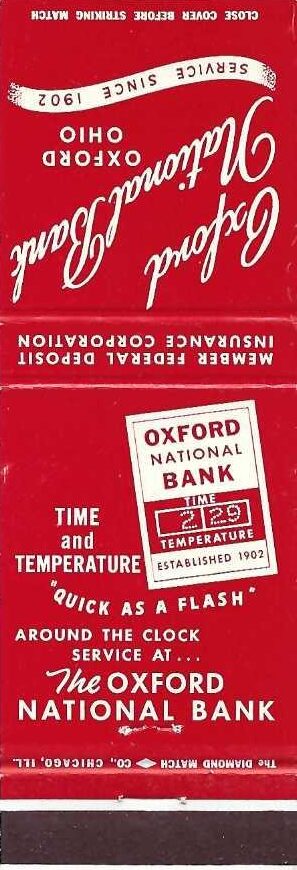 CLOSE COVER BEFORE STRIKING MATCH
SERVICE SINCE 1902
Oxford
National Bank
OXFORD
OHIO
MEMBER FEDERAL DEPOSIT
INSURANCE CORPORATION
OXFORD
NATIONAL
BANK
TIME
2 29
TEMPERATURE
ESTABLISHED 1902
TIME
and
TEMPERATURE
"QUICK AS A FLASH"
AROUND THE CLOCK
SERVICE AT...
The OXFORD
NATIONAL BANK
The DIAMOND MATCH CO., CHICAGO, ILL.